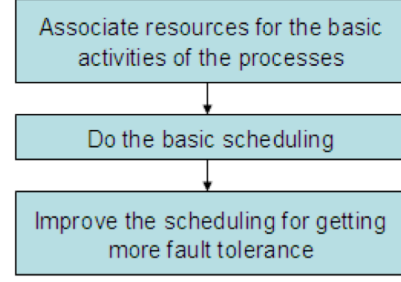 Associate resources for the basic
activities of the processes
Do the basic scheduling
Improve the scheduling for getting
more fault tolerance